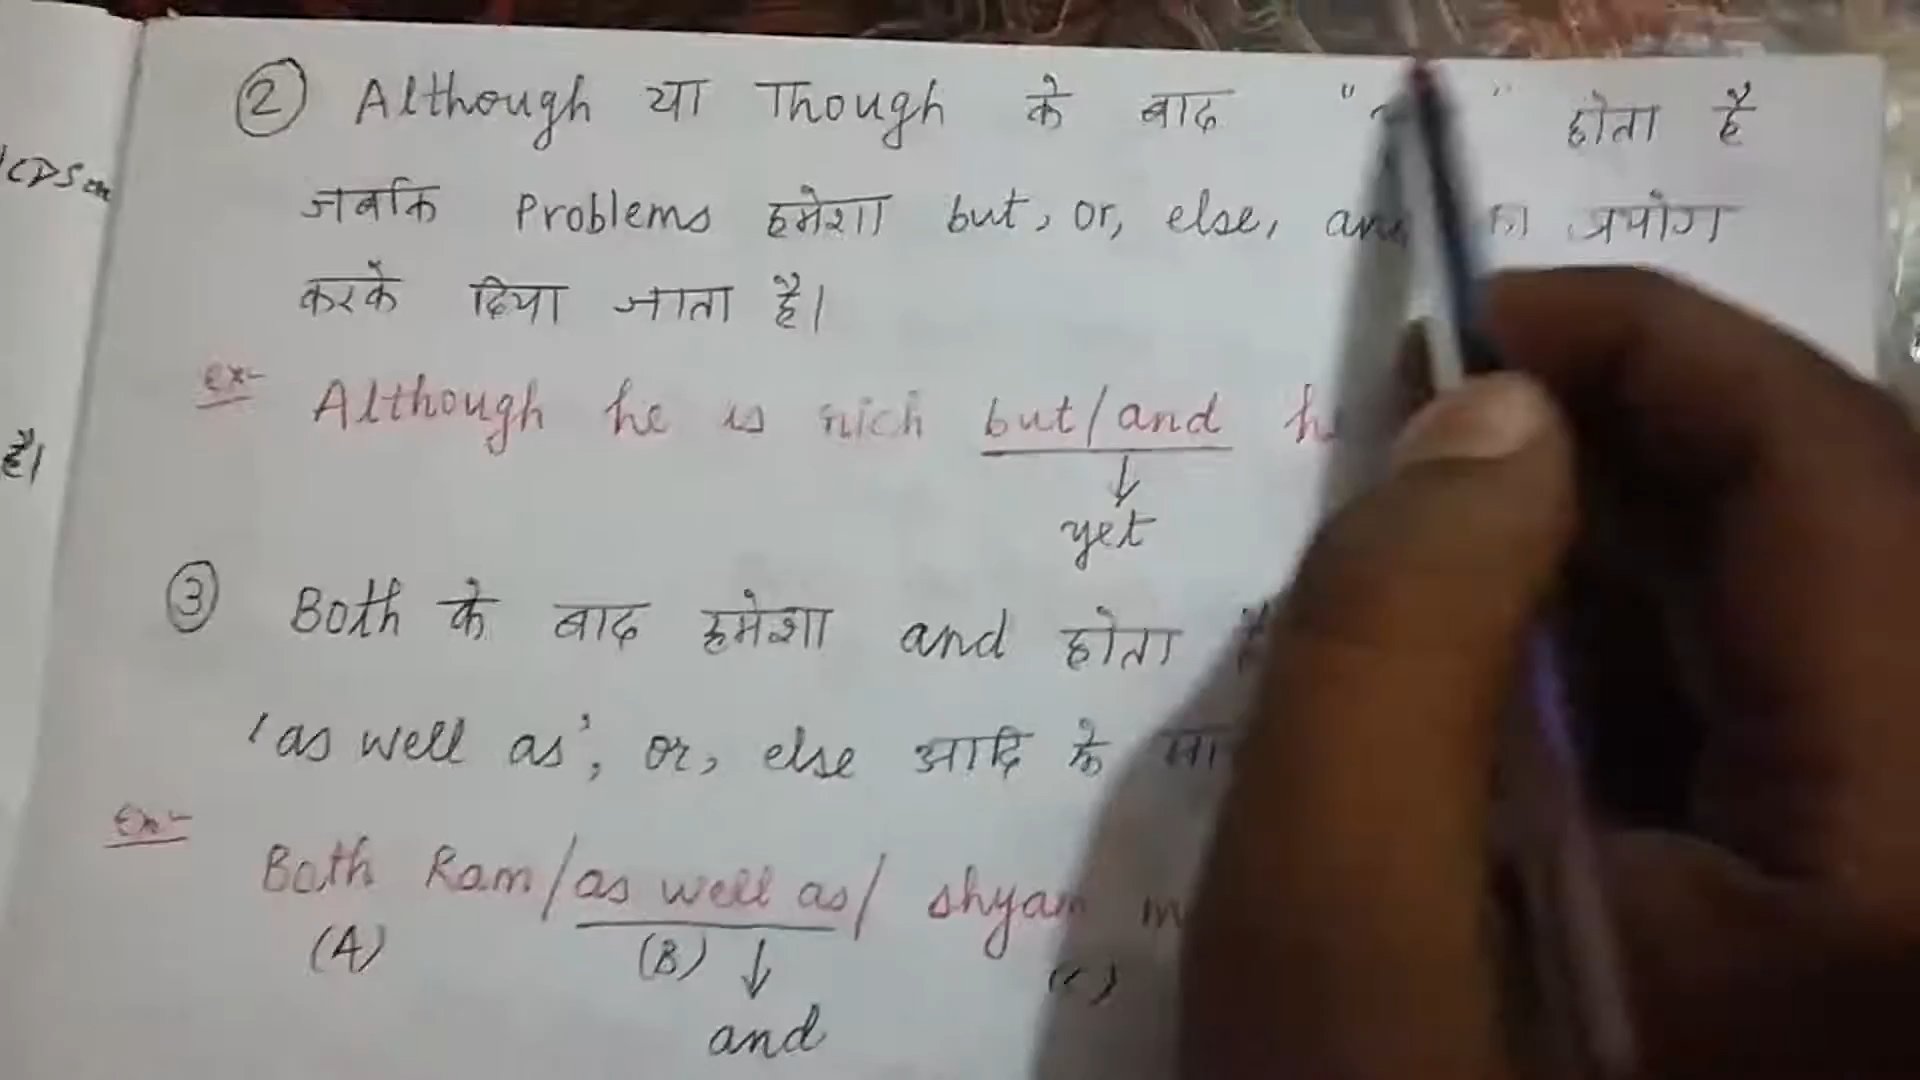 ② Although या Though के बाद " " होता है
जबकि Problems हमेशा but, or, else, and का प्रयोग
करके दिया जाता है।
Ex- Although he is rich but/and
yet
③ Both के बाद हमेशा and होता है
'as well as', or, else आदि के
Ex- Both Ram/as well as/ shyam
(A) (B) (C)
and
है।